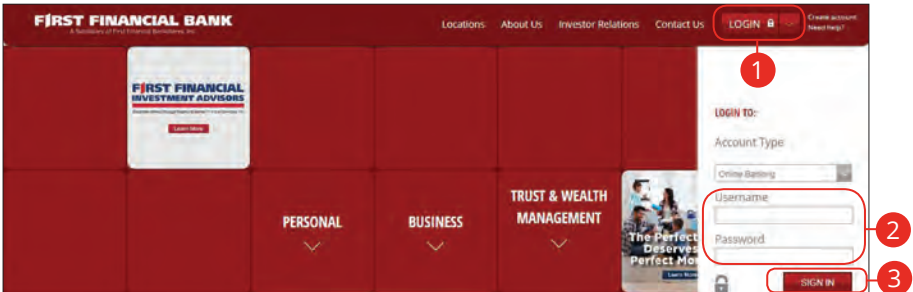 FIRST FINANCIAL BANK
A Subsidiary of First Financial Bankshares, Inc.
Locations About Us Investor Relations Contact Us LOGIN
Create account
Need help?
1
FIRST FINANCIAL
INVESTMENT ADVISORS
Learn More
LOGIN TO:
Account Type
Online Banking
Username
Password
2
SIGN IN
3
PERSONAL
BUSINESS
TRUST & WEALTH
MANAGEMENT
The Perfect
Deserves
Perfect Mo
Learn More